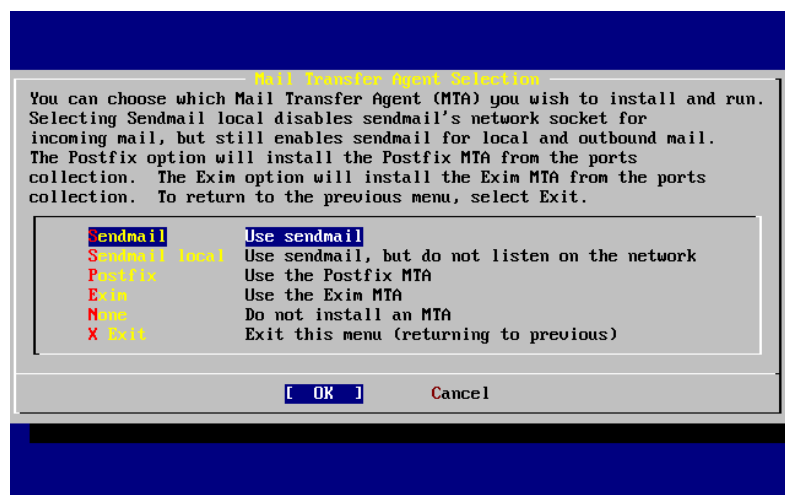 Mail Transfer Agent Selection
You can choose which Mail Transfer Agent (MTA) you wish to install and run.
Selecting Sendmail local disables sendmail's network socket for
incoming mail, but still enables sendmail for local and outbound mail.
The Postfix option will install the Postfix MTA from the ports
collection.  The Exim option will install the Exim MTA from the ports
collection.  To return to the previous menu, select Exit.
Sendmail Use sendmail
Sendmail local Use sendmail, but do not listen on the network
Postfix Use the Postfix MTA
Exim Use the Exim MTA
None Do not install an MTA
X Exit Exit this menu (returning to previous)
[ OK ] Cancel